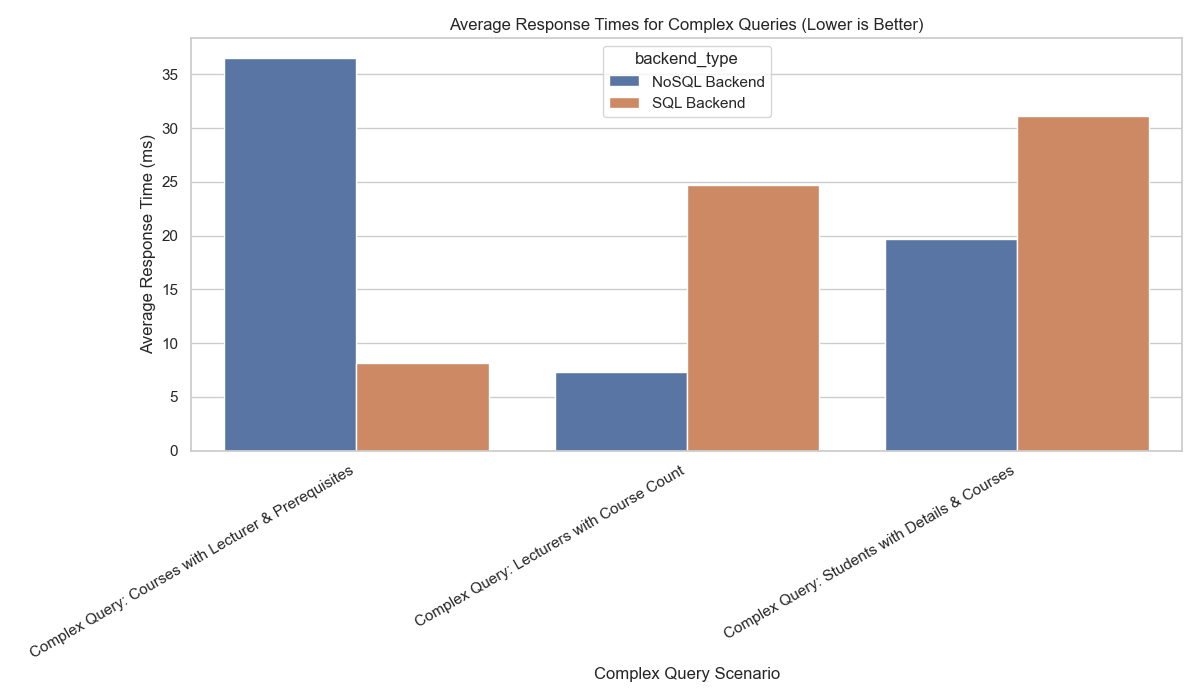 Average Response Times for Complex Queries (Lower is Better)
backend_type
NoSQL Backend
SQL Backend
Average Response Time (ms)
35
30
25
20
15
10
5
0
Complex Query: Courses with Lecturer & Prerequisites
Complex Query: Lecturers with Course Count
Complex Query: Students with Details & Courses
Complex Query Scenario